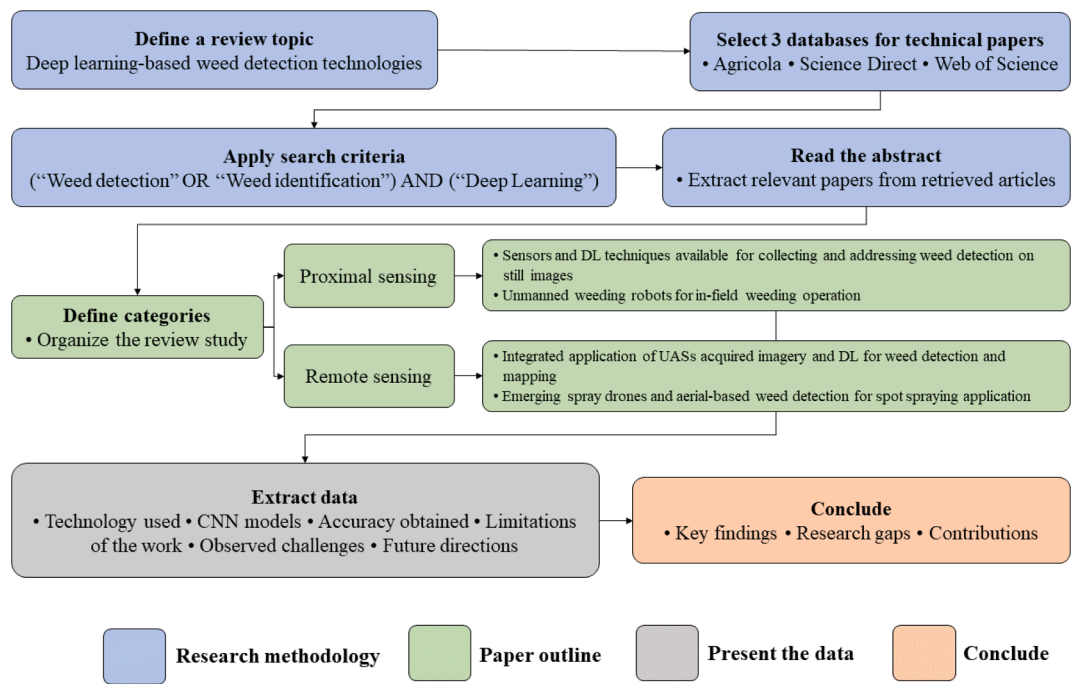 Define a review topic
Deep learning-based weed detection technologies
Select 3 databases for technical papers
• Agricola • Science Direct • Web of Science
Apply search criteria
(“Weed detection” OR “Weed identification”) AND (“Deep Learning”)
Read the abstract
• Extract relevant papers from retrieved articles
Define categories
• Organize the review study
Proximal sensing
• Sensors and DL techniques available for collecting and addressing weed detection on
still images
• Unmanned weeding robots for in-field weeding operation
Remote sensing
• Integrated application of UASs acquired imagery and DL for weed detection and
mapping
• Emerging spray drones and aerial-based weed detection for spot spraying application
Extract data
• Technology used • CNN models • Accuracy obtained • Limitations
of the work • Observed challenges • Future directions
Conclude
• Key findings • Research gaps • Contributions
Research methodology
Paper outline
Present the data
Conclude